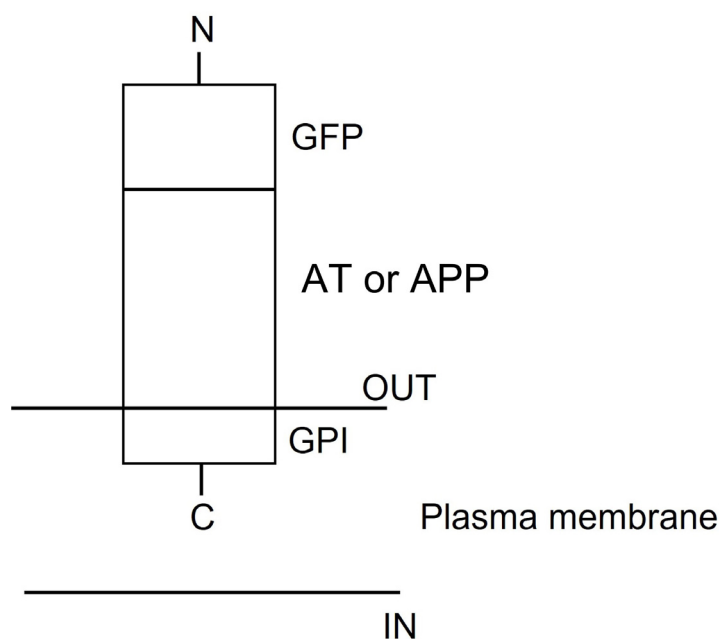 N
GFP
AT or APP
OUT
GPI
C
Plasma membrane
IN